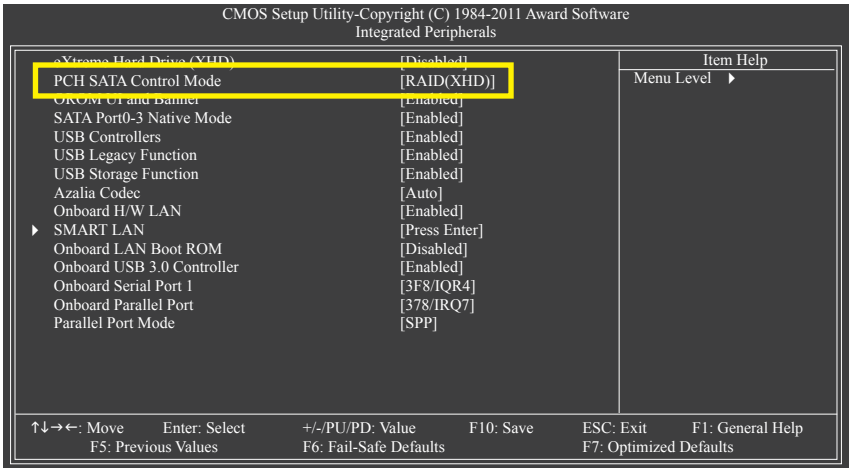 CMOS Setup Utility-Copyright (C) 1984-2011 Award Software
Integrated Peripherals
eXtreme Hard Drive (XHD) [Disabled]
PCH SATA Control Mode [RAID(XHD)]
OROM UI and Banner [Enabled]
SATA Port0-3 Native Mode [Enabled]
USB Controllers [Enabled]
USB Legacy Function [Enabled]
USB Storage Function [Enabled]
Azalia Codec [Auto]
Onboard H/W LAN [Enabled]
SMART LAN [Press Enter]
Onboard LAN Boot ROM [Disabled]
Onboard USB 3.0 Controller [Enabled]
Onboard Serial Port 1 [3F8/IQR4]
Onboard Parallel Port [378/IRQ7]
Parallel Port Mode [SPP]
Item Help
Menu Level ▶
↑↓→←: Move Enter: Select +/-/PU/PD: Value F10: Save ESC: Exit F1: General Help
F5: Previous Values F6: Fail-Safe Defaults F7: Optimized Defaults